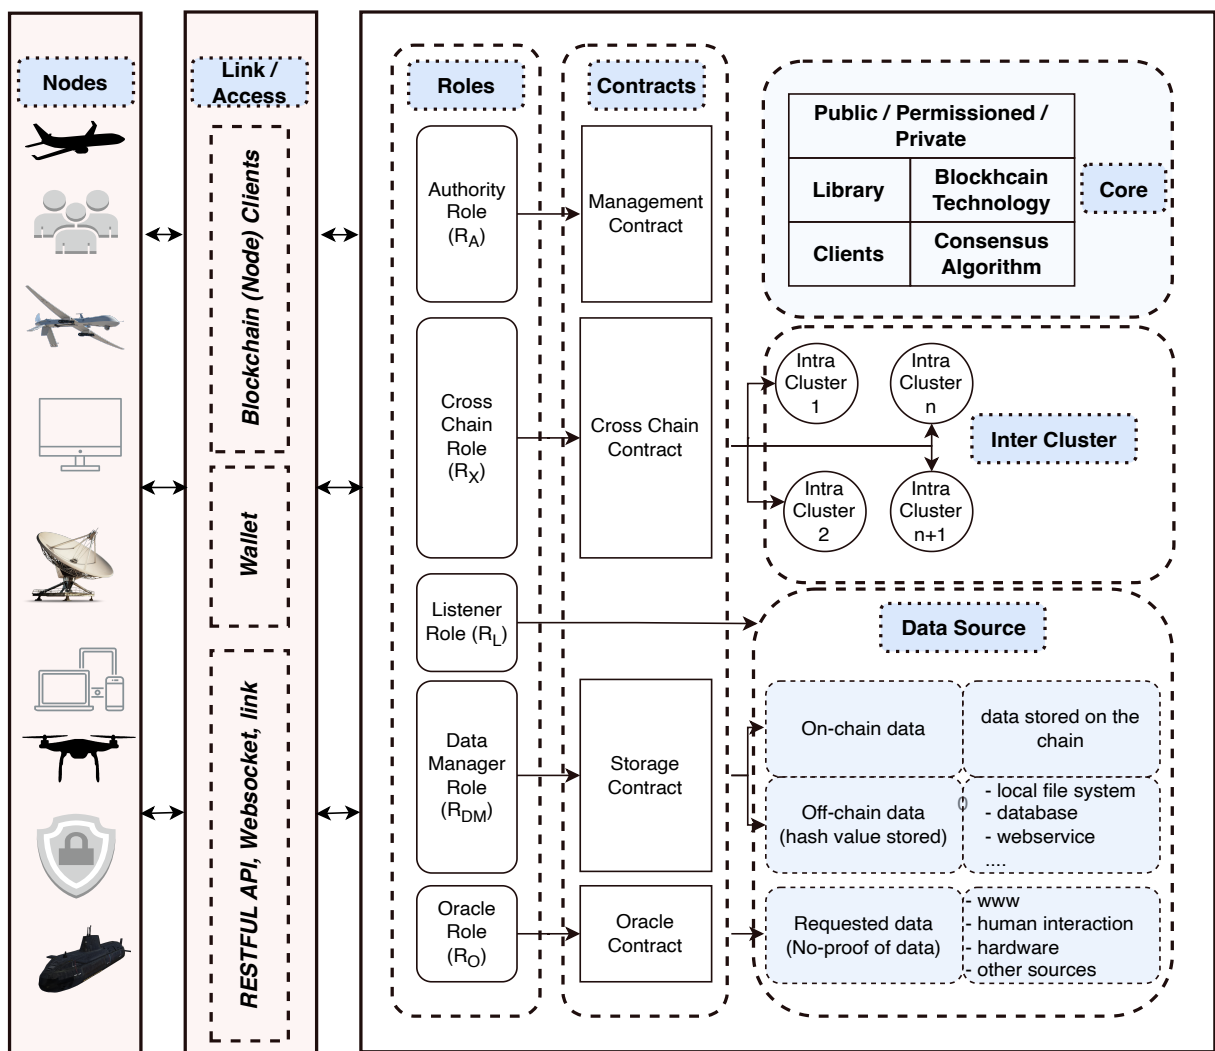 Nodes
Link /
Access
Blockchain (Node) Clients
Wallet
RESTFUL API, Websocket, link
Roles
Authority
Role
(RA)
Cross
Chain
Role
(RX)
Listener
Role (RL)
Data
Manager
Role
(RDM)
Oracle
Role
(RO)
Contracts
Management
Contract
Cross Chain
Contract
Storage
Contract
Oracle
Contract
Public / Permissioned /
Private
Library
Blockhcain
Technology
Clients
Consensus
Algorithm
Core
Intra
Cluster
1
Intra
Cluster
n
Intra
Cluster
2
Intra
Cluster
n+1
Inter Cluster
Data Source
On-chain data
data stored on the
chain
Off-chain data
(hash value stored)
0
- local file system
- database
- webservice
....
Requested data
(No-proof of data)
- www
- human interaction
- hardware
- other sources